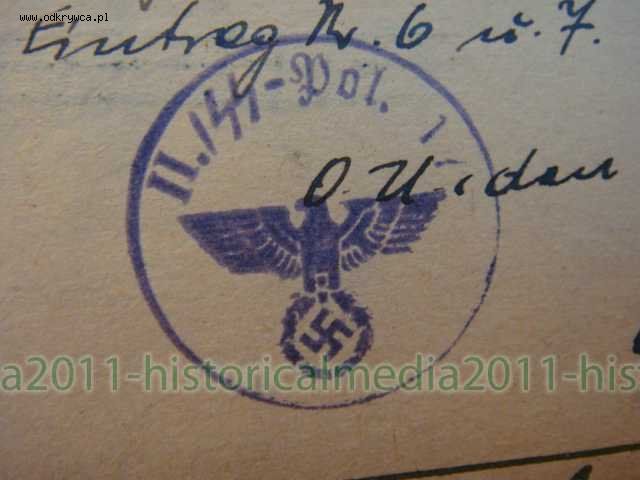 www.odkrywca.pl
Eintrag Nr. 6 u. 7.
II./SS-Pol. 1
O.U. den
a2011-historicalmedia2011-his